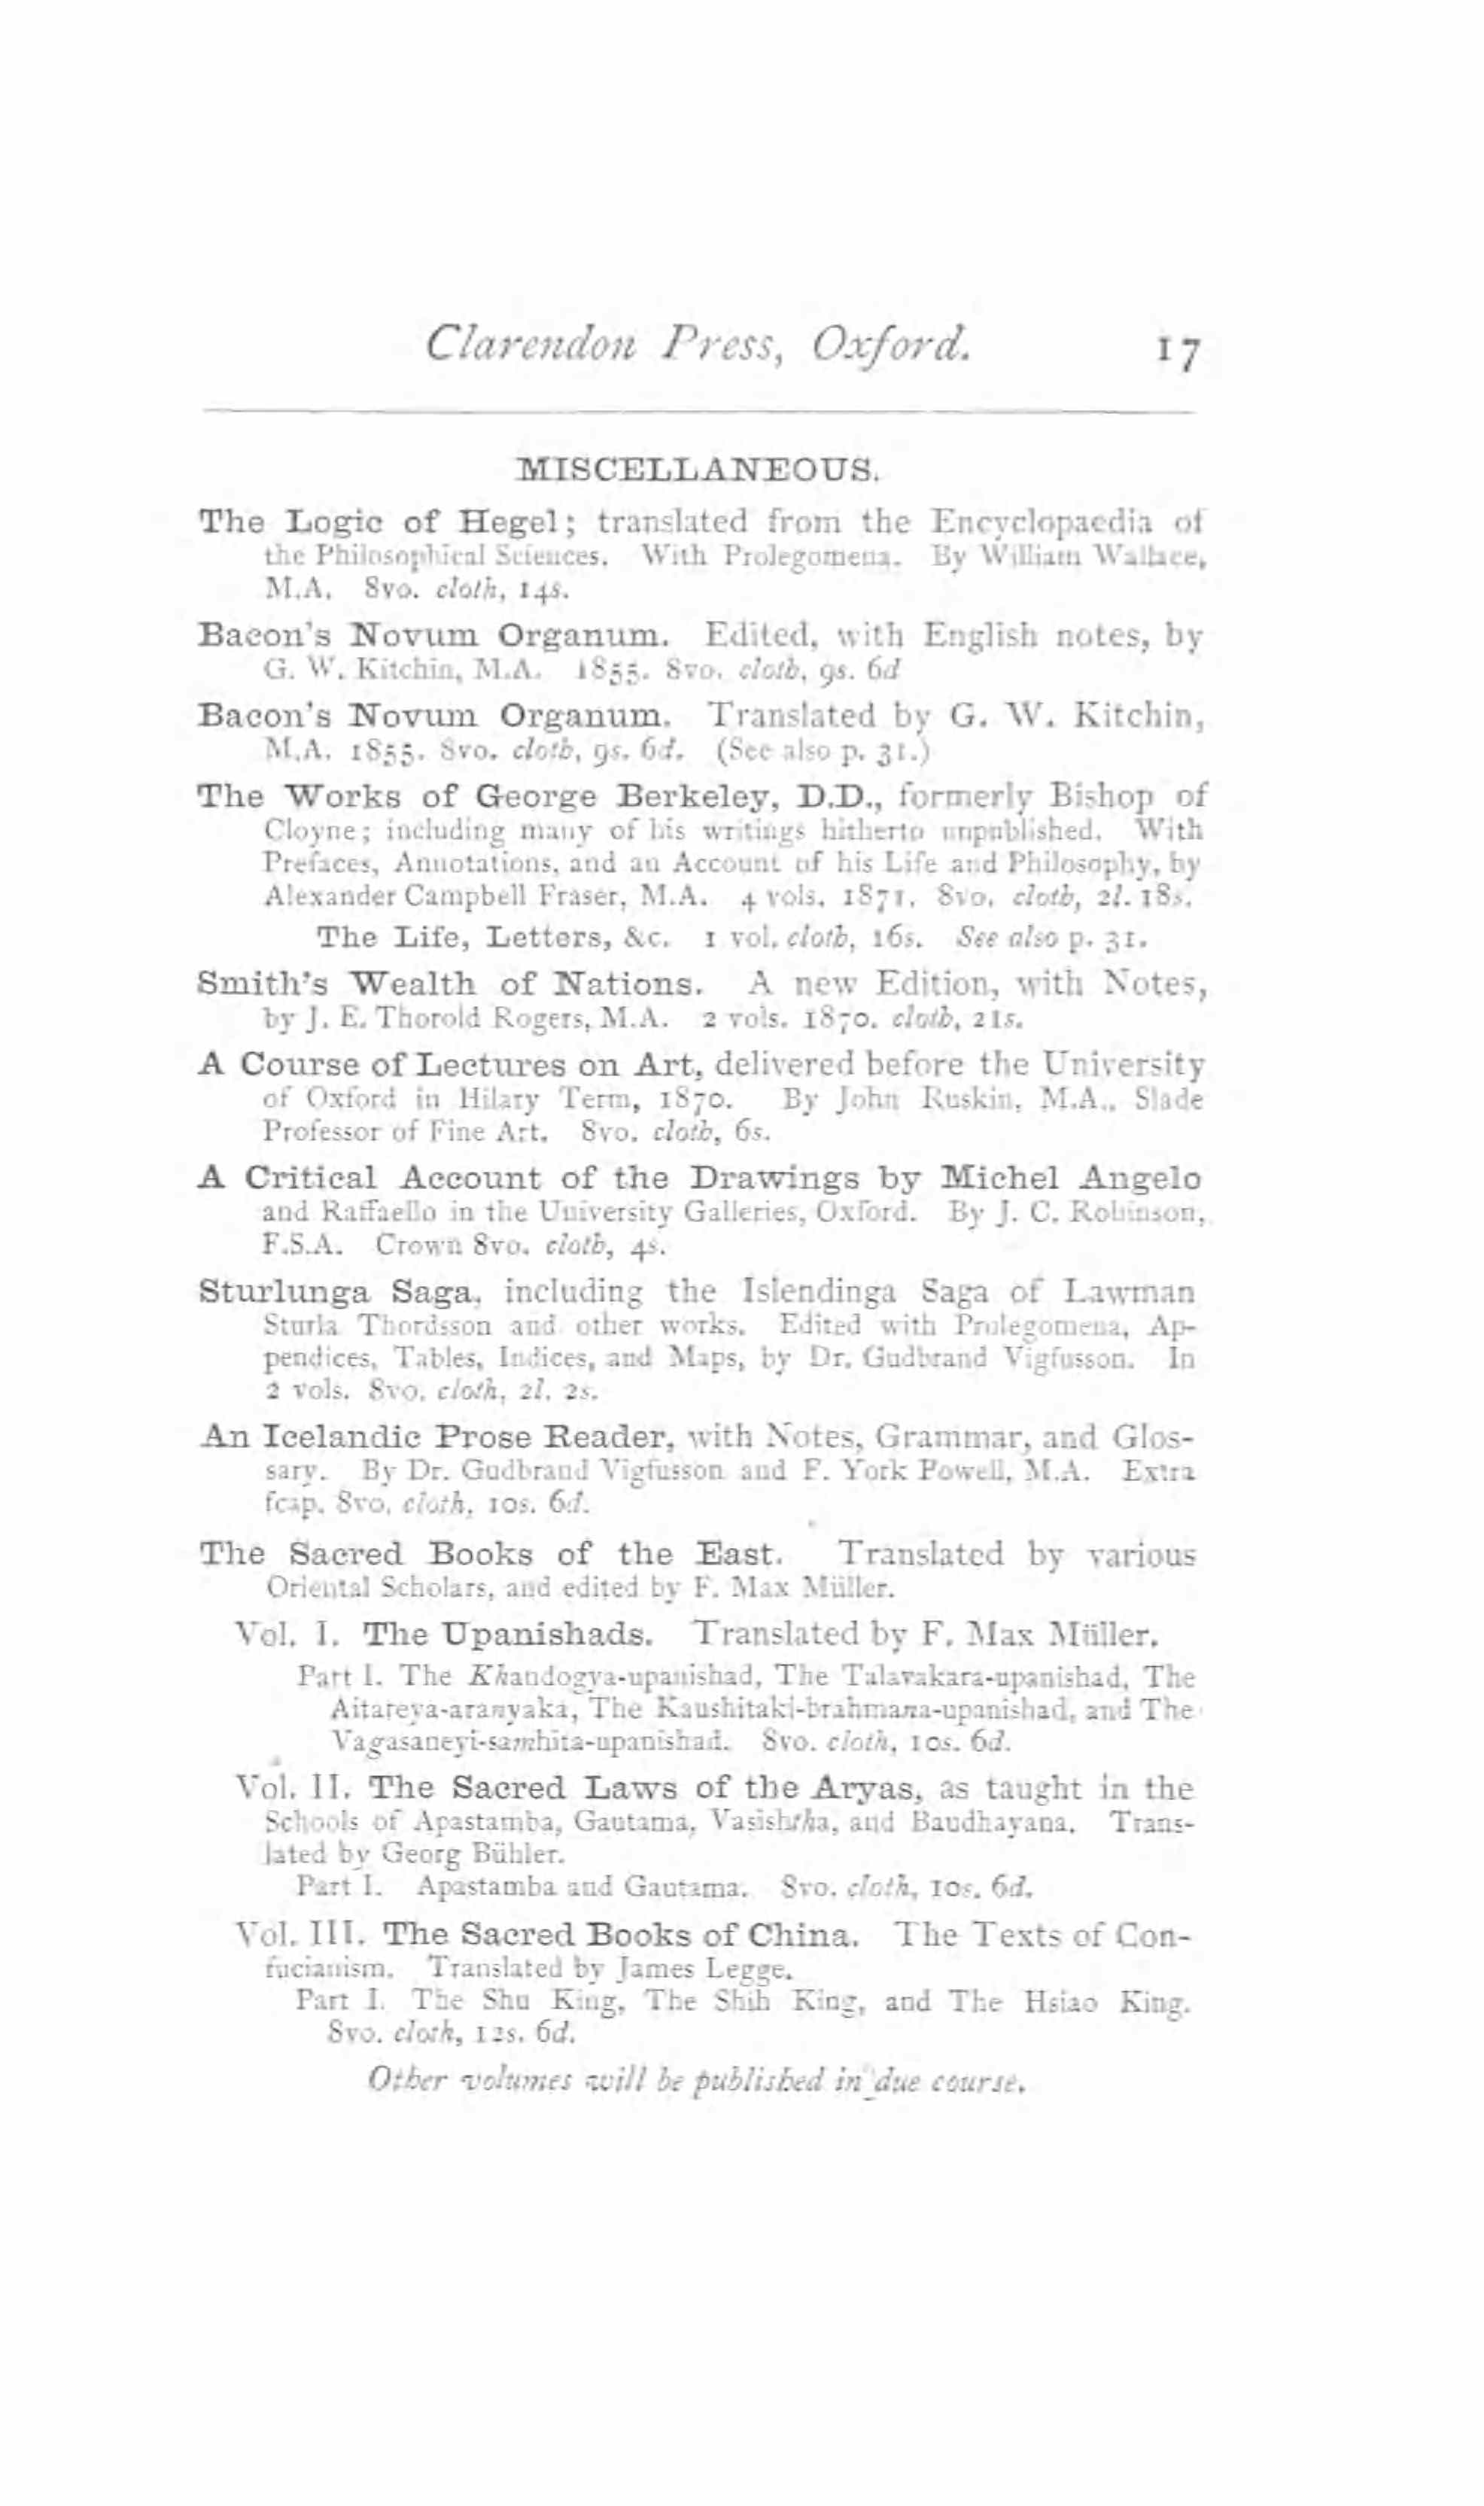 Clarendon Press, Oxford. 17
MISCELLANEOUS.
The Logic of Hegel; translated from the Encyclopaedia of
the Philosophical Sciences. With Prolegomena. By William Wallace,
M.A. 8vo. cloth, 14s.
Bacon's Novum Organum. Edited, with English notes, by
G. W. Kitchin, M.A. 1855. 8vo. cloth, 9s. 6d
Bacon's Novum Organum. Translated by G. W. Kitchin,
M.A. 1855. 8vo. cloth, 9s. 6d. (See also p. 31.)
The Works of George Berkeley, D.D., formerly Bishop of
Cloyne; including many of his writings hitherto unpublished. With
Prefaces, Annotations, and an Account of his Life and Philosophy, by
Alexander Campbell Fraser, M.A. 4 vols. 1871. 8vo. cloth, 2l. 18s.
The Life, Letters, &c. 1 vol. cloth, 16s. See also p. 31.
Smith's Wealth of Nations. A new Edition, with Notes,
by J. E. Thorold Rogers, M.A. 2 vols. 1870. cloth, 21s.
A Course of Lectures on Art, delivered before the University
of Oxford in Hilary Term, 1870. By John Ruskin, M.A., Slade
Professor of Fine Art. 8vo. cloth, 6s.
A Critical Account of the Drawings by Michel Angelo
and Raffaello in the University Galleries, Oxford. By J. C. Robinson,
F.S.A. Crown 8vo. cloth, 4s.
Sturlunga Saga, including the Islendinga Saga of Lawman
Sturla Thordsson and other works. Edited with Prolegomena, Ap-
pendices, Tables, Indices, and Maps, by Dr. Gudbrand Vigfusson. In
2 vols. 8vo. cloth, 2l. 2s.
An Icelandic Prose Reader, with Notes, Grammar, and Glos-
sary. By Dr. Gudbrand Vigfusson and F. York Powell, M.A. Extra
fcap. 8vo. cloth, 10s. 6d.
The Sacred Books of the East. Translated by various
Oriental Scholars, and edited by F. Max Müller.
Vol. I. The Upanishads. Translated by F. Max Müller.
Part I. The Khandogya-upanishad, The Talavakara-upanishad, The
Aitareya-aranyaka, The Kaushitaki-brahmana-upanishad, and The
Vagasaneyi-samhita-upanishad. 8vo. cloth, 10s. 6d.
Vol. II. The Sacred Laws of the Aryas, as taught in the
Schools of Apastamba, Gautama, Vasishtha, and Baudhayana. Trans-
lated by Georg Bühler.
Part I. Apastamba and Gautama. 8vo. cloth, 10s. 6d.
Vol. III. The Sacred Books of China. The Texts of Con-
fucianism. Translated by James Legge.
Part I. The Shu King, The Shih King, and The Hsiao King.
8vo. cloth, 12s. 6d.
Other volumes will be published in due course.